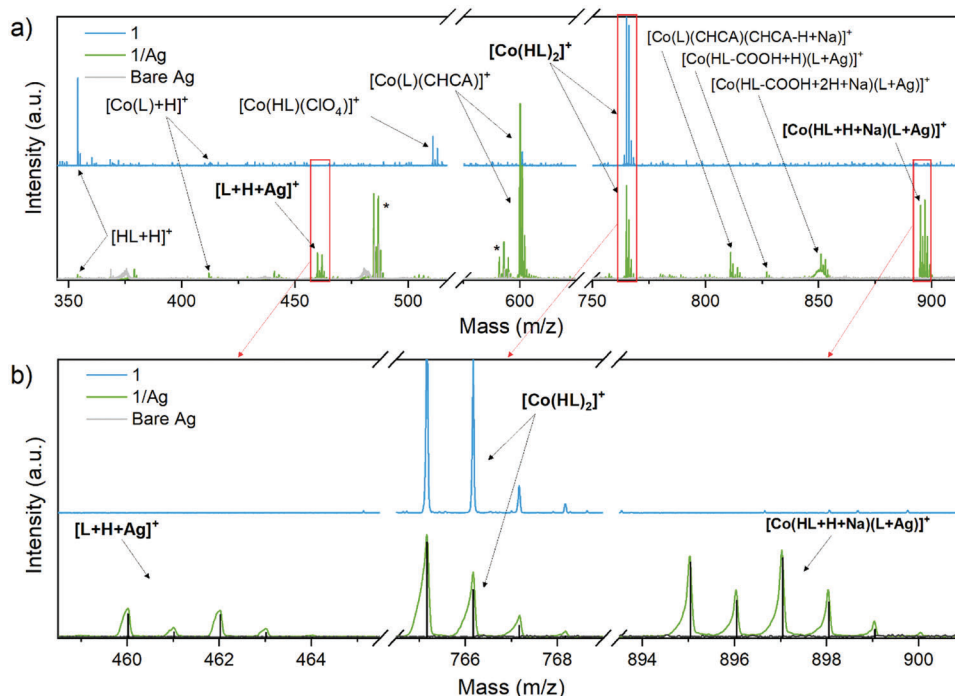 a)
Intensity (a.u.)
1
1/Ag
Bare Ag
[Co(L)+H]⁺
[Co(HL)(ClO₄)]⁺
[Co(L)(CHCA)]⁺
[Co(HL)₂]⁺
[Co(L)(CHCA)(CHCA-H+Na)]⁺
[Co(HL-COOH+H)(L+Ag)]⁺
[Co(HL-COOH+2H+Na)(L+Ag)]⁺
[Co(HL+H+Na)(L+Ag)]⁺
[L+H+Ag]⁺
[HL+H]⁺
*
*
350 400 450 500 600 750 800 850 900
Mass (m/z)
b)
Intensity (a.u.)
1
1/Ag
Bare Ag
[Co(HL)₂]⁺
[L+H+Ag]⁺
[Co(HL+H+Na)(L+Ag)]⁺
460 462 464 766 768 894 896 898 900
Mass (m/z)